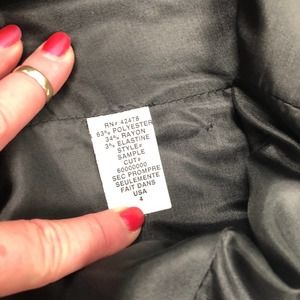 RN# 42478
63% POLYESTER
34% RAYON
3% ELASTINE
STYLE#
SAMPLE
CUT#
60000000
SEC PROMPRE
SEULEMENTE
FAIT DANS
USA
4